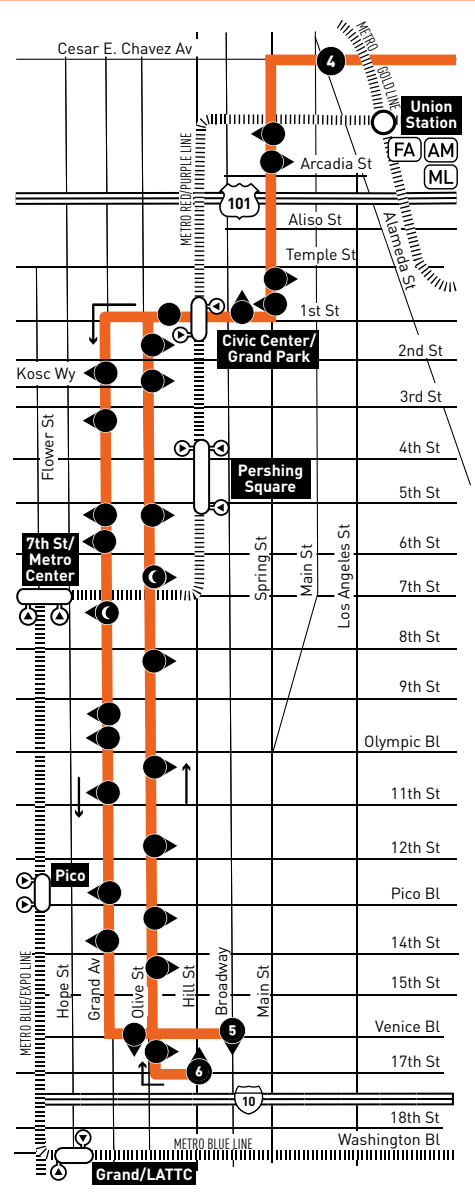 Cesar E. Chavez Av
4
METRO
GOLD LINE
Union
Station
FA
AM
ML
METRO RED/PURPLE LINE
Arcadia St
101
Aliso St
Alameda St
Temple St
1st St
Civic Center/
Grand Park
2nd St
Kosc Wy
3rd St
Flower St
4th St
Pershing
Square
5th St
7th St/
Metro
Center
Spring St
Main St
Los Angeles St
6th St
7th St
8th St
9th St
Olympic Bl
11th St
12th St
Pico
Pico Bl
14th St
METRO BLUE/EXPO LINE
Hope St
Grand Av
Olive St
Hill St
Broadway
Main St
15th St
5
Venice Bl
6
17th St
10
18th St
METRO BLUE LINE
Washington Bl
Grand/LATTC